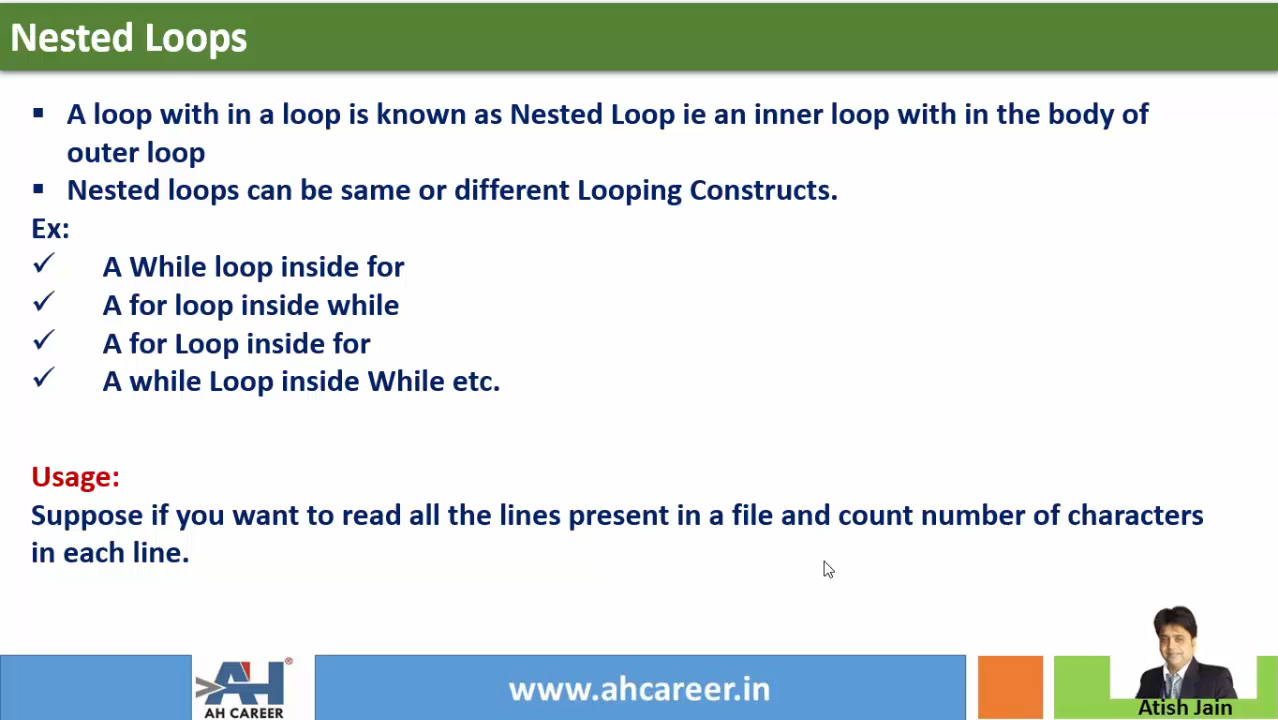 Nested Loops
▪ A loop with in a loop is known as Nested Loop ie an inner loop with in the body of
outer loop
▪ Nested loops can be same or different Looping Constructs.
Ex:
✓ A While loop inside for
✓ A for loop inside while
✓ A for Loop inside for
✓ A while Loop inside While etc.
Usage:
Suppose if you want to read all the lines present in a file and count number of characters
in each line.
AH®
AH CAREER
www.ahcareer.in
Atish Jain